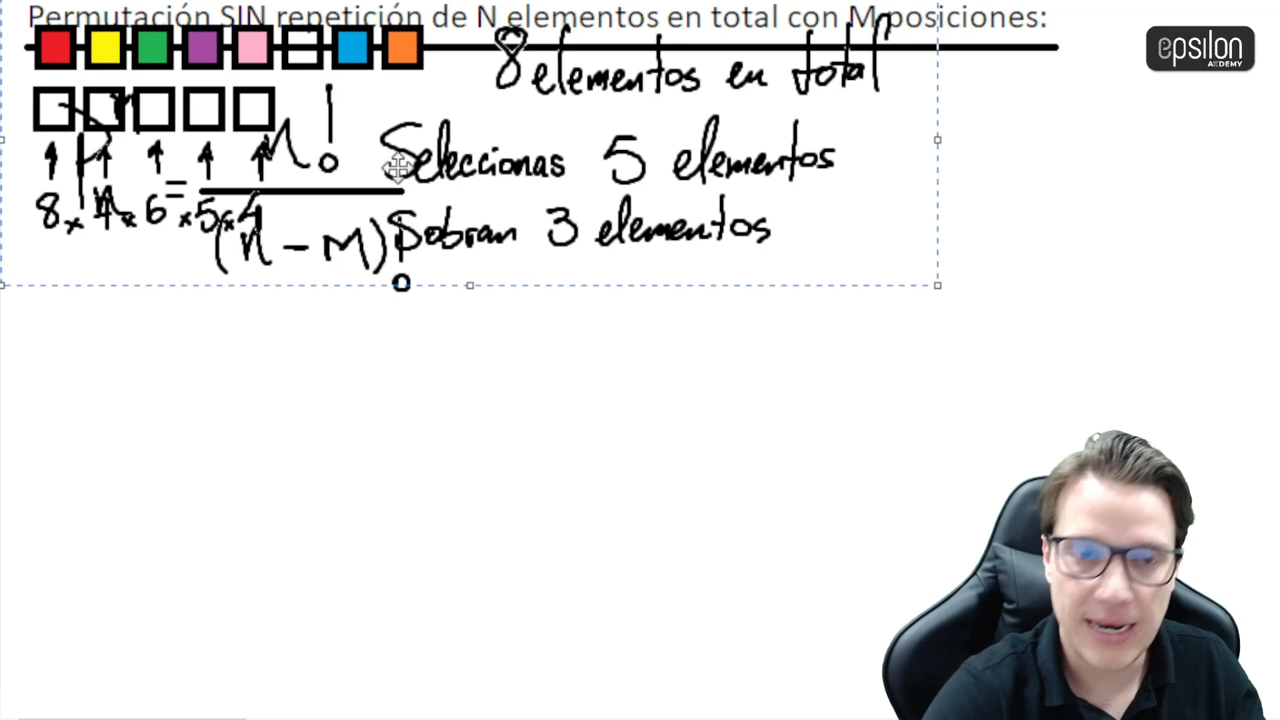 Permutación SIN repetición de N elementos en total con M posiciones:
epsilon
ACADEMY
8 elementos en total
Seleccionas 5 elementos
n!
=
8 x 7 x 6 x 5 x 4
(n - M)!
Sobran 3 elementos